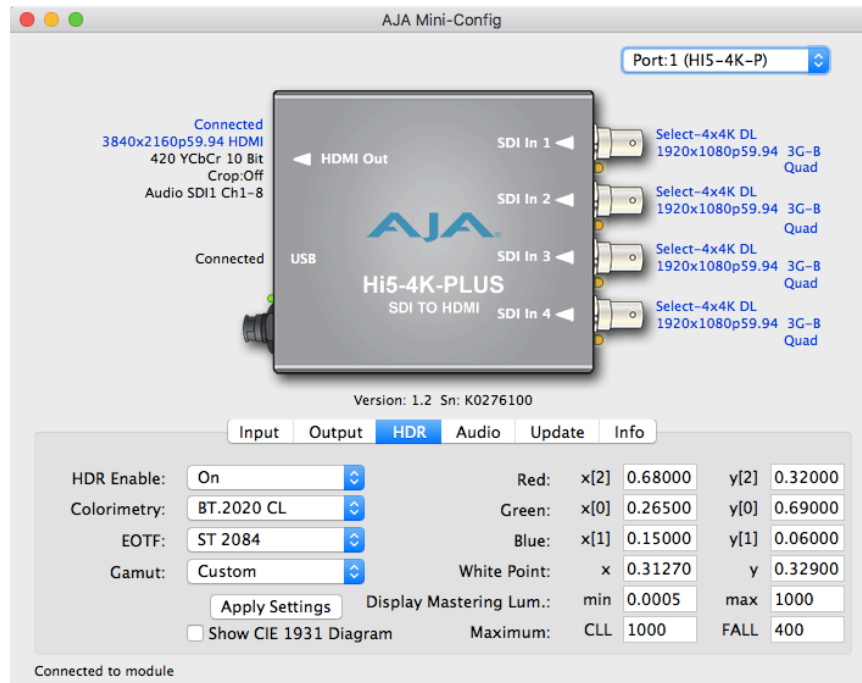 AJA Mini-Config
Port:1 (HI5-4K-P)
Connected
3840x2160p59.94 HDMI
420 YCbCr 10 Bit
Crop:Off
Audio SDI1 Ch1-8
Connected
HDMI Out
USB
AJA
Hi5-4K-PLUS
SDI TO HDMI
SDI In 1
SDI In 2
SDI In 3
SDI In 4
Select-4x4K DL
1920x1080p59.94 3G-B
Quad
Select-4x4K DL
1920x1080p59.94 3G-B
Quad
Select-4x4K DL
1920x1080p59.94 3G-B
Quad
Select-4x4K DL
1920x1080p59.94 3G-B
Quad
Version: 1.2 Sn: K0276100
Input Output HDR Audio Update Info
HDR Enable: On Red: x[2] 0.68000 y[2] 0.32000
Colorimetry: BT.2020 CL Green: x[0] 0.26500 y[0] 0.69000
EOTF: ST 2084 Blue: x[1] 0.15000 y[1] 0.06000
Gamut: Custom White Point: x 0.31270 y 0.32900
Apply Settings Display Mastering Lum.: min 0.0005 max 1000
Show CIE 1931 Diagram Maximum: CLL 1000 FALL 400
Connected to module